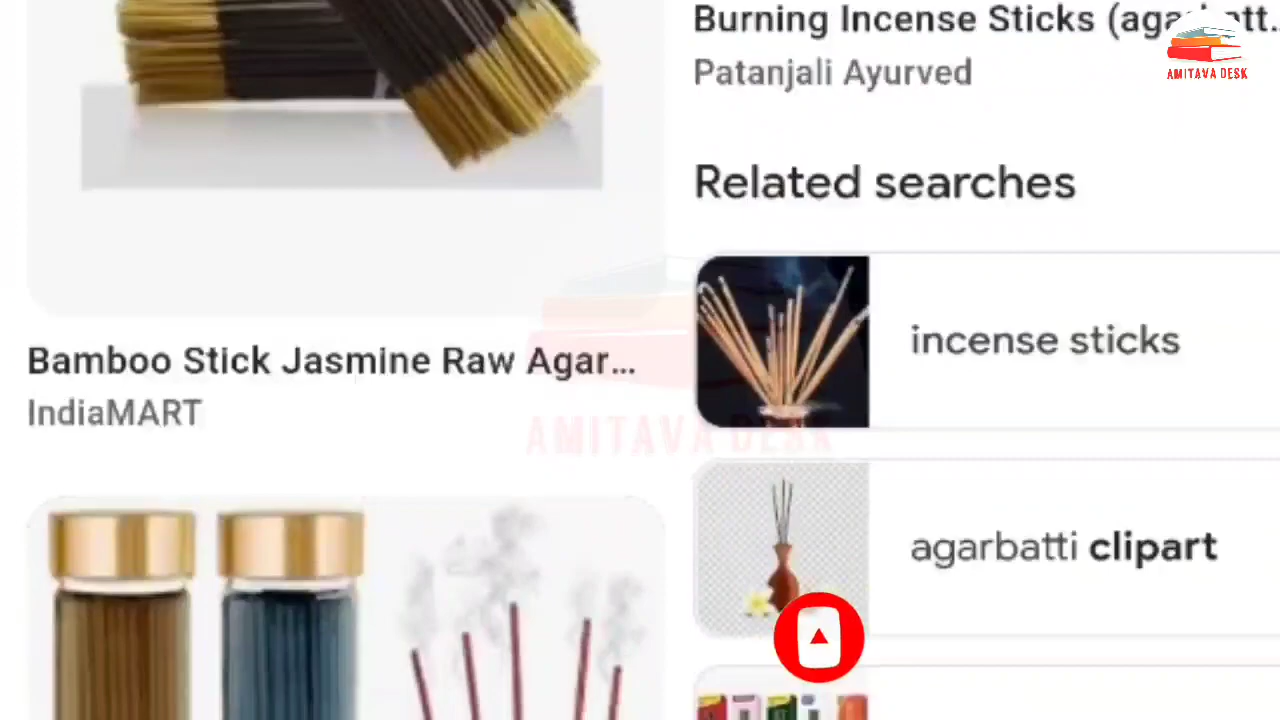 Burning Incense Sticks (agarbatt...
Patanjali Ayurved
AMITAVA DESK
Related searches
incense sticks
Bamboo Stick Jasmine Raw Agar...
IndiaMART
AMITAVA DESK
agarbatti clipart